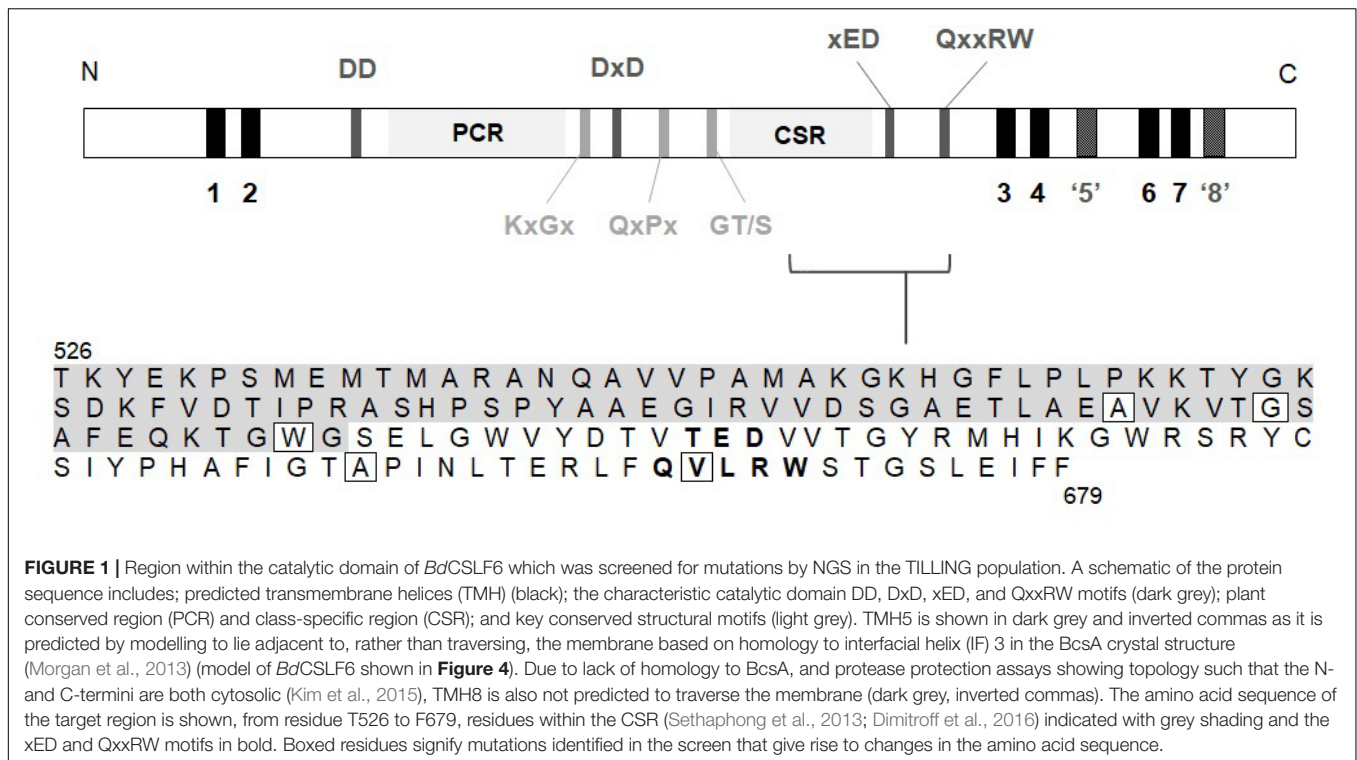 xED QxxRW
N DD DxD C
PCR CSR
1 2 3 4 ‘5’ 6 7 ‘8’
KxGx QxPx GT/S
526
T K Y E K P S M E M T M A R A N Q A V V P A M A K G K H G F L P L P K K T Y G K
S D K F V D T I P R A S H P S P Y A A E G I R V V D S G A E T L A E A V K V T G S
A F E Q K T G W G S E L G W V Y D T V T E D V V T G Y R M H I K G W R S R Y C
S I Y P H A F I G T A P I N L T E R L F Q V L R W S T G S L E I F F
679
FIGURE 1 | Region within the catalytic domain of BdCSLF6 which was screened for mutations by NGS in the TILLING population. A schematic of the protein
sequence includes; predicted transmembrane helices (TMH) (black); the characteristic catalytic domain DD, DxD, xED, and QxxRW motifs (dark grey); plant
conserved region (PCR) and class-specific region (CSR); and key conserved structural motifs (light grey). TMH5 is shown in dark grey and inverted commas as it is
predicted by modelling to lie adjacent to, rather than traversing, the membrane based on homology to interfacial helix (IF) 3 in the BcsA crystal structure
(Morgan et al., 2013) (model of BdCSLF6 shown in Figure 4). Due to lack of homology to BcsA, and protease protection assays showing topology such that the N-
and C-termini are both cytosolic (Kim et al., 2015), TMH8 is also not predicted to traverse the membrane (dark grey, inverted commas). The amino acid sequence of
the target region is shown, from residue T526 to F679, residues within the CSR (Sethaphong et al., 2013; Dimitroff et al., 2016) indicated with grey shading and the
xED and QxxRW motifs in bold. Boxed residues signify mutations identified in the screen that give rise to changes in the amino acid sequence.